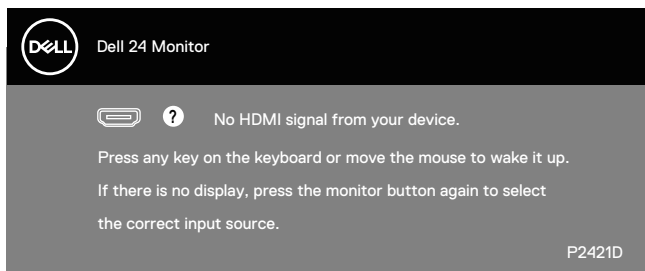 DELL
Dell 24 Monitor
? No HDMI signal from your device.
Press any key on the keyboard or move the mouse to wake it up.
If there is no display, press the monitor button again to select
the correct input source.
P2421D